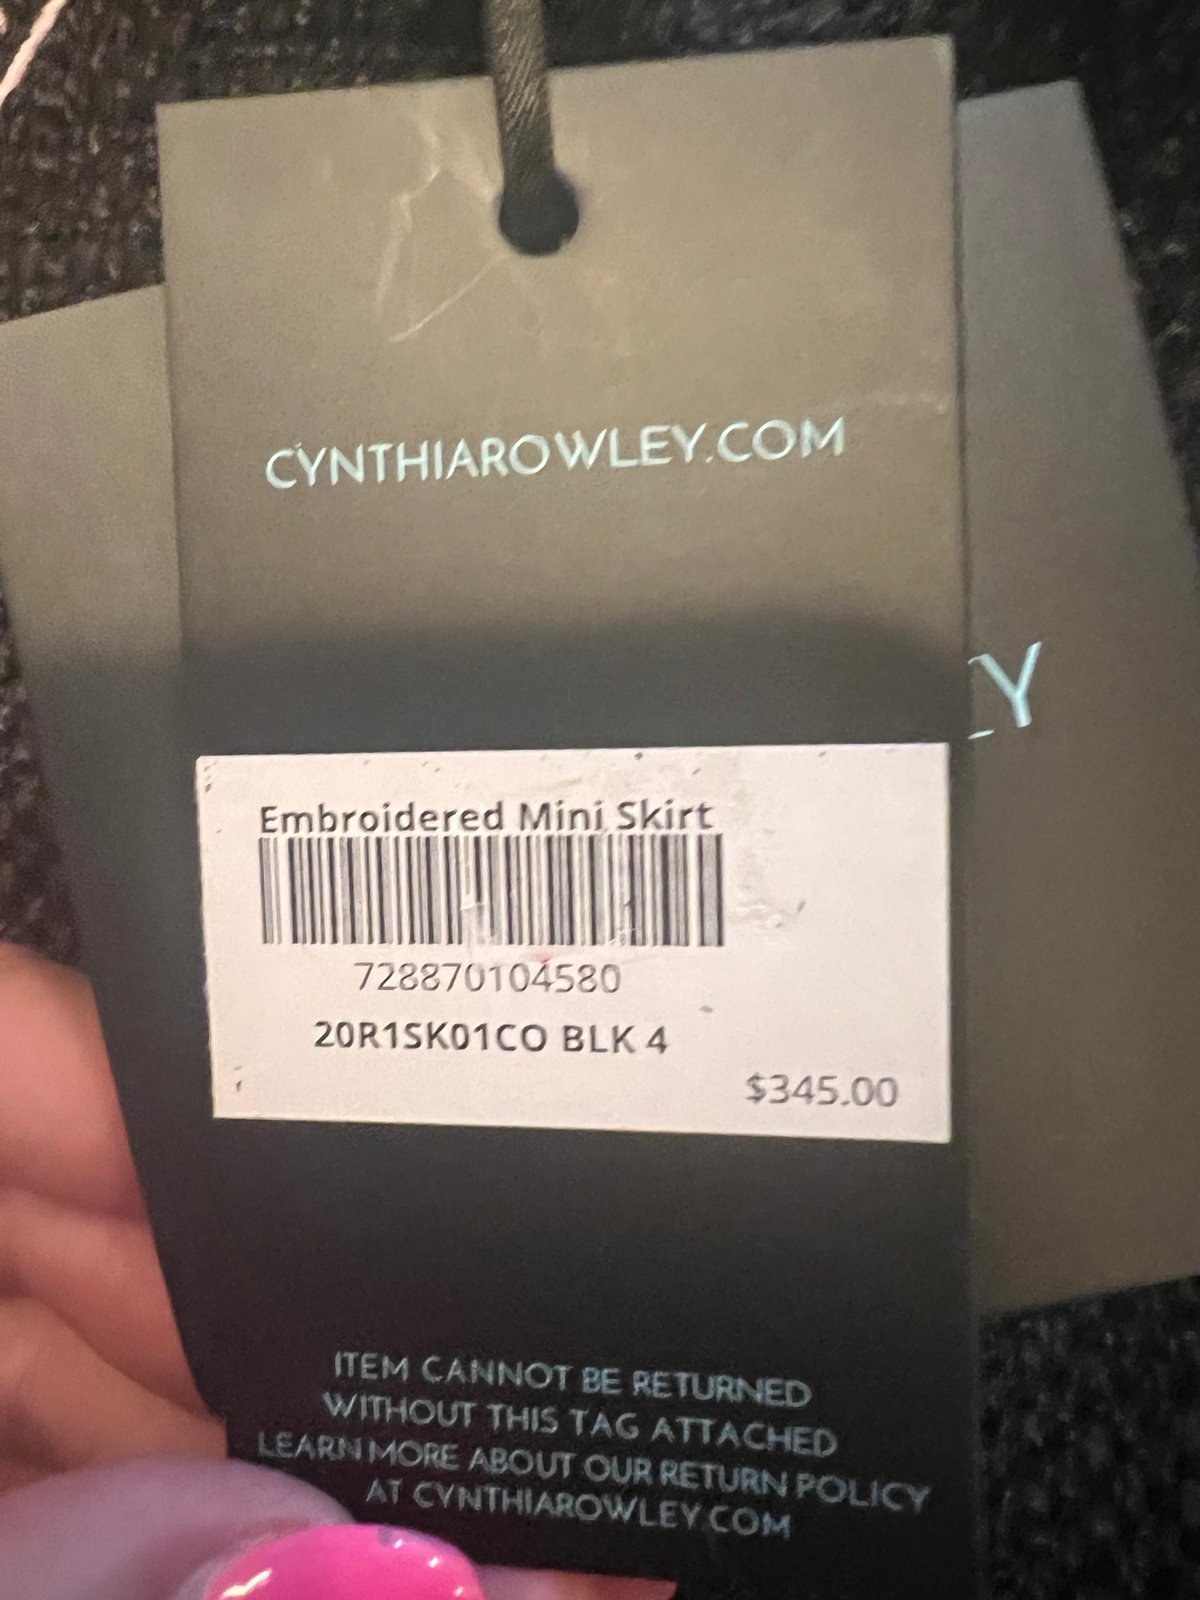 CYNTHIAROWLEY.COM
Y
Embroidered Mini Skirt
728870104580
20R1SK01CO BLK 4
$345.00
ITEM CANNOT BE RETURNED
WITHOUT THIS TAG ATTACHED
LEARN MORE ABOUT OUR RETURN POLICY
AT CYNTHIAROWLEY.COM